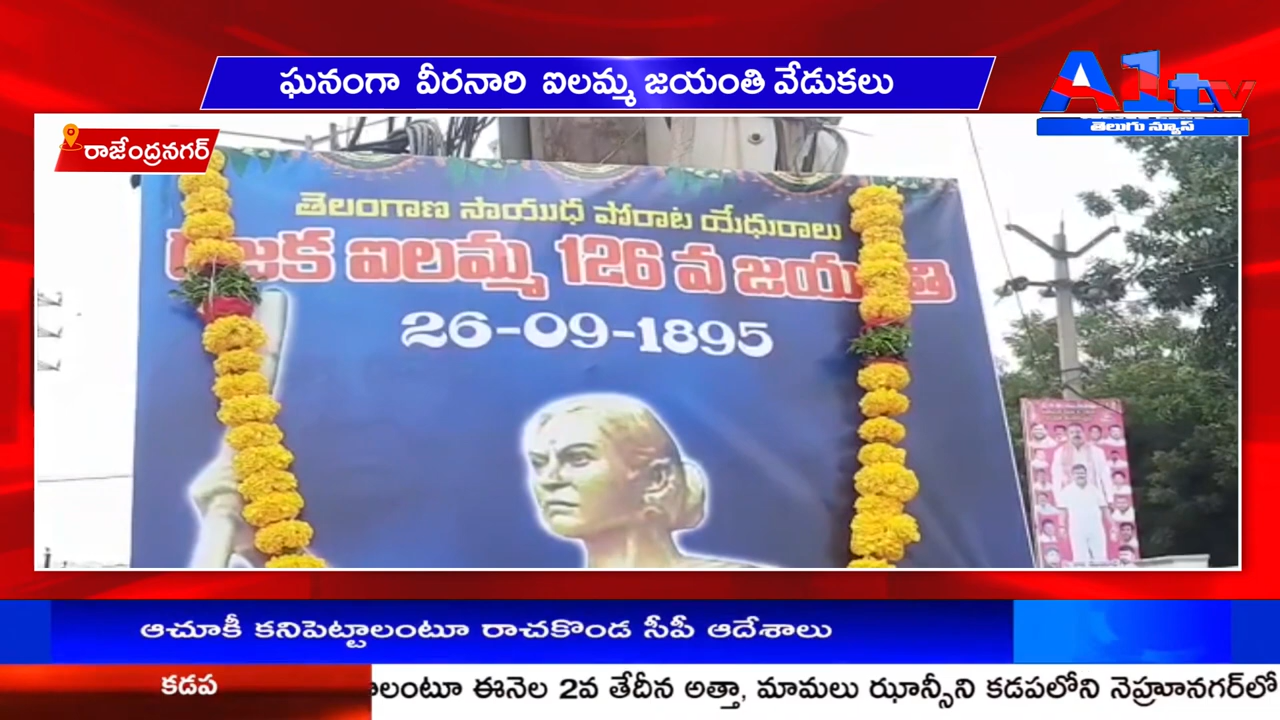 ఘనంగా వీరనారి ఐలమ్మ జయంతి వేడుకలు
A1tv
తెలుగు న్యూస్
రాజేంద్రనగర్
తెలంగాణ సాయుధ పోరాట యేధురాలు
ఐలమ్మ 126 వ జయంతి
26-09-1895
ఆచూకీ కనిపెట్టాలంటూ రాచకొండ సీపీ ఆదేశాలు
కడప
ఈనెల 2వ తేదీన అత్తా, మామలు ఝాన్సీని కడపలోని నెహ్రూనగర్‌లో